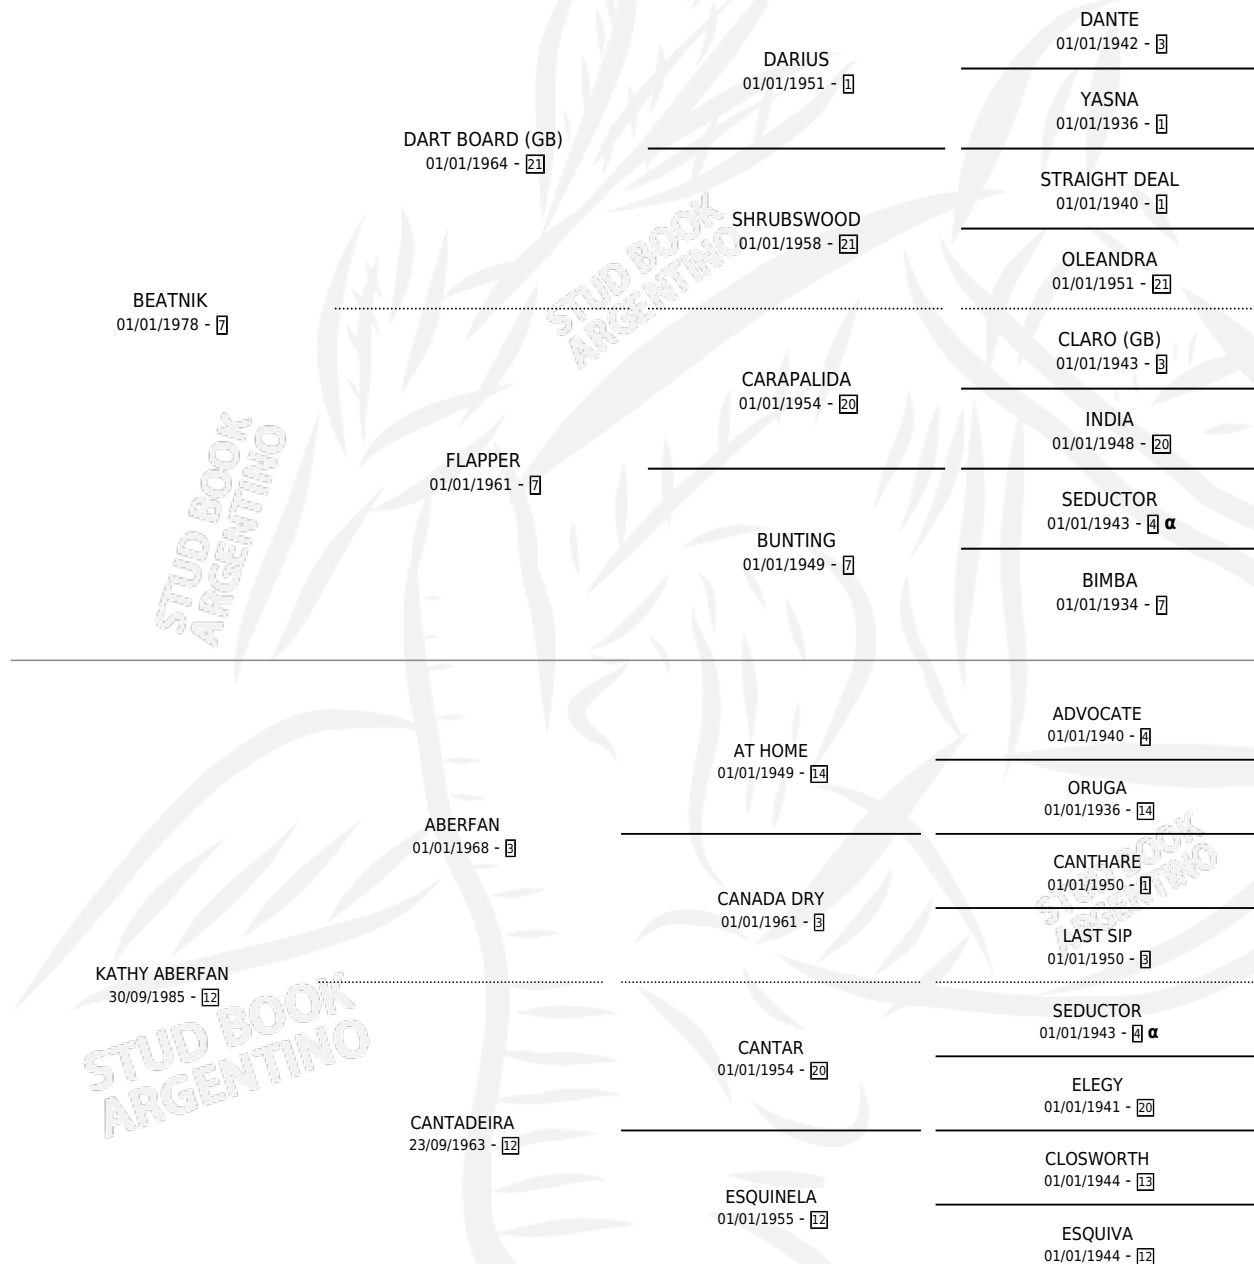 DANTE
01/01/1942 - 3
DARIUS
01/01/1951 - 1
YASNA
01/01/1936 - 1
DART BOARD (GB)
01/01/1964 - 21
STRAIGHT DEAL
01/01/1940 - 1
SHRUBSWOOD
01/01/1958 - 21
OLEANDRA
01/01/1951 - 21
BEATNIK
01/01/1978 - 7
CLARO (GB)
01/01/1943 - 3
CARAPALIDA
01/01/1954 - 20
INDIA
01/01/1948 - 20
FLAPPER
01/01/1961 - 7
SEDUCTOR
01/01/1943 - 4 α
BUNTING
01/01/1949 - 7
BIMBA
01/01/1934 - 7
ADVOCATE
01/01/1940 - 4
AT HOME
01/01/1949 - 14
ORUGA
01/01/1936 - 14
ABERFAN
01/01/1968 - 3
CANTHARE
01/01/1950 - 1
CANADA DRY
01/01/1961 - 3
LAST SIP
01/01/1950 - 3
KATHY ABERFAN
30/09/1985 - 12
SEDUCTOR
01/01/1943 - 4 α
CANTAR
01/01/1954 - 20
ELEGY
01/01/1941 - 20
CANTADEIRA
23/09/1963 - 12
CLOSWORTH
01/01/1944 - 13
ESQUINELA
01/01/1955 - 12
ESQUIVA
01/01/1944 - 12
STUD BOOK
ARGENTINO
STUD BOOK
ARGENTINO
STUD BOOK
ARGENTINO
STUD BOOK
ARGENTINO